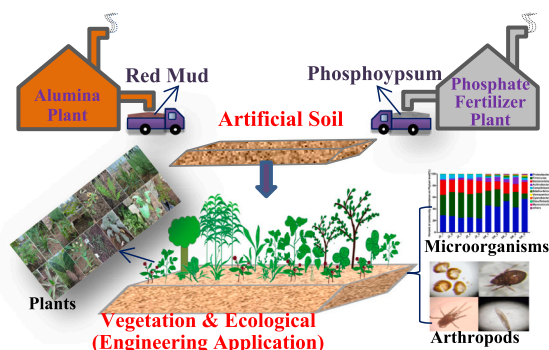 Red Mud
Phosphoypsum
Alumina
Plant
Phosphate
Fertilizer
Plant
Artificial Soil
Microorganisms
Plants
Vegetation & Ecological
(Engineering Application)
Arthropods